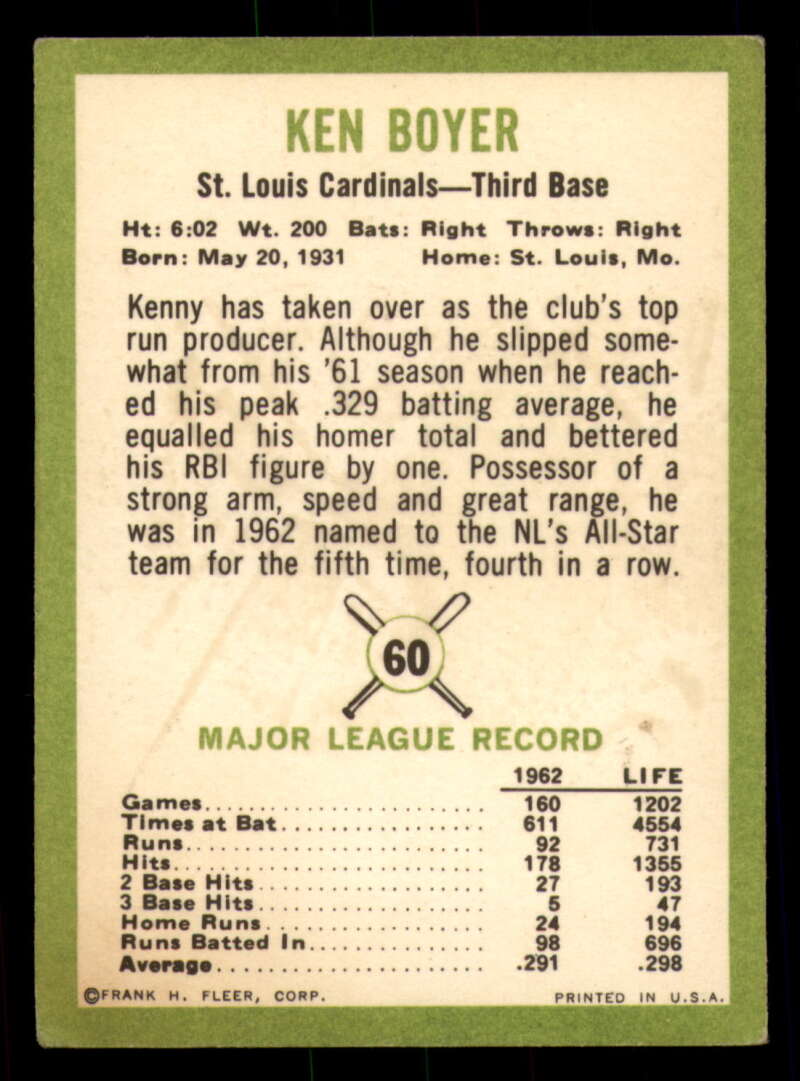 KEN BOYER
St. Louis Cardinals—Third Base
Ht: 6:02 Wt. 200 Bats: Right Throws: Right
Born: May 20, 1931 Home: St. Louis, Mo.
Kenny has taken over as the club's top
run producer. Although he slipped some-
what from his '61 season when he reach-
ed his peak .329 batting average, he
equalled his homer total and bettered
his RBI figure by one. Possessor of a
strong arm, speed and great range, he
was in 1962 named to the NL's All-Star
team for the fifth time, fourth in a row.
60
MAJOR LEAGUE RECORD
1962 LIFE
Games........................ 160 1202
Times at Bat................. 611 4554
Runs......................... 92 731
Hits.......................... 178 1355
2 Base Hits.................... 27 193
3 Base Hits.................... 5 47
Home Runs.................... 24 194
Runs Batted In................ 98 696
Average...................... .291 .298
©FRANK H. FLEER, CORP. PRINTED IN U.S.A.